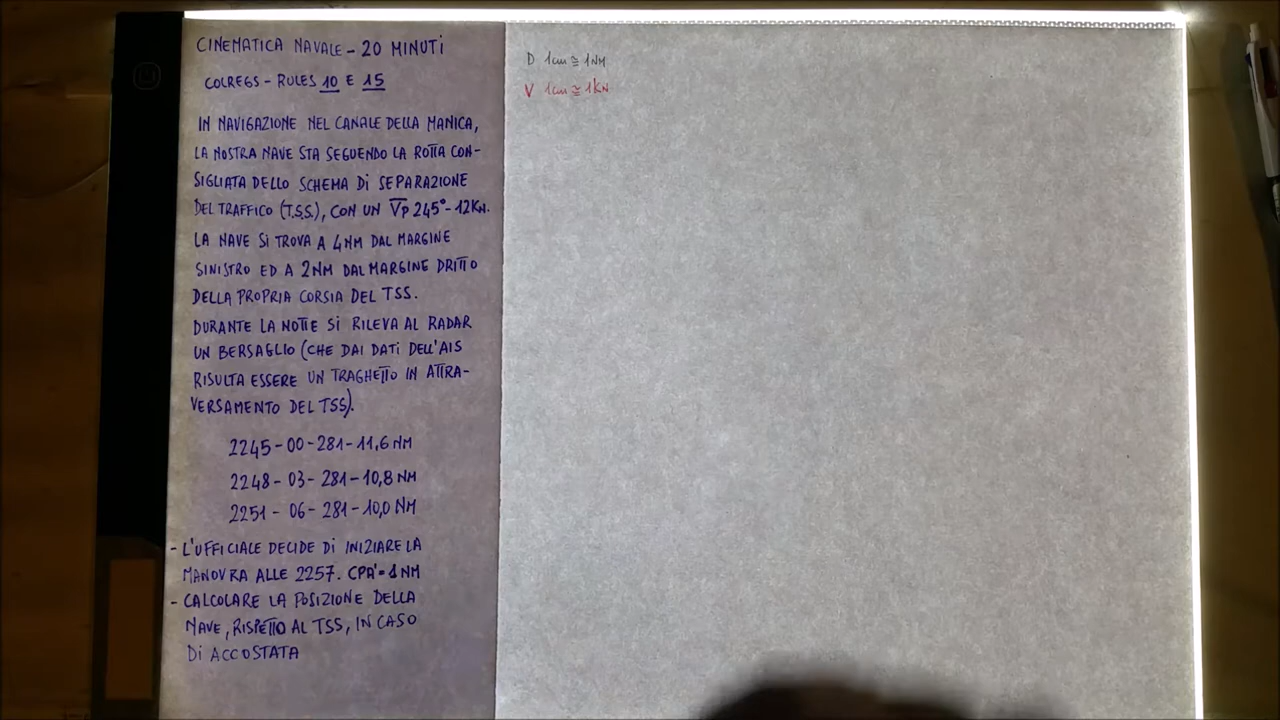 CINEMATICA NAVALE - 20 MINUTI
COLREGS - RULES 10 E 15
IN NAVIGAZIONE NEL CANALE DELLA MANICA,
LA NOSTRA NAVE STA SEGUENDO LA ROTTA CON-
SIGLIATA DELLO SCHEMA DI SEPARAZIONE
DEL TRAFFICO (T.S.S.), CON UN V̅p 245° - 12KN.
LA NAVE SI TROVA A 4NM DAL MARGINE
SINISTRO ED A 2NM DAL MARGINE DRITTO
DELLA PROPRIA CORSIA DEL TSS.
DURANTE LA NOTTE SI RILEVA AL RADAR
UN BERSAGLIO (CHE DAI DATI DELL'AIS
RISULTA ESSERE UN TRAGHETTO IN ATTRA-
VERSAMENTO DEL TSS).
2245 - 00 - 281 - 11,6 NM
2248 - 03 - 281 - 10,8 NM
2251 - 06 - 281 - 10,0 NM
- L'UFFICIALE DECIDE DI INIZIARE LA
MANOVRA ALLE 2257. CPA' = 1 NM
- CALCOLARE LA POSIZIONE DELLA
NAVE, RISPETTO AL TSS, IN CASO
DI ACCOSTATA
D 1cm ≅ 1NM
V 1cm ≅ 1KN